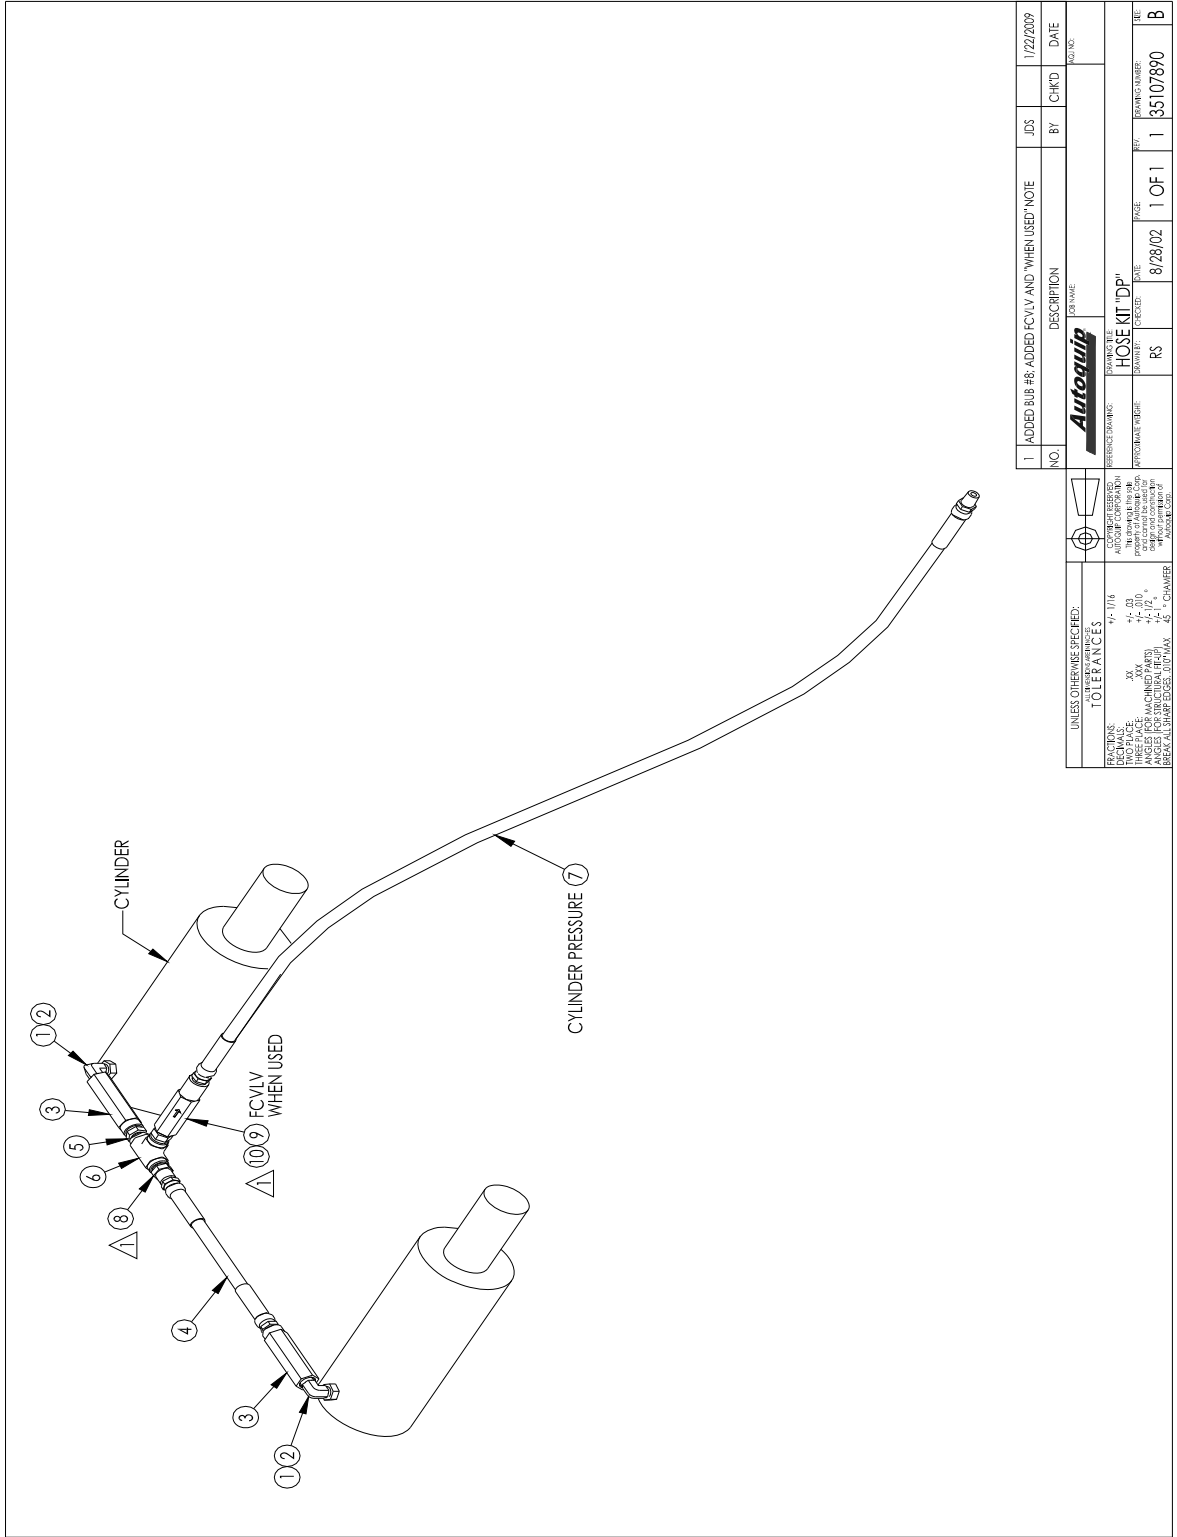 CYLINDER
1 2
3
5
6
8
1
10 9 FCVLV
WHEN USED
1
4
3
1 2
CYLINDER PRESSURE 7
1 ADDED BUB #8; ADDED FCVLV AND "WHEN USED" NOTE JDS 1/22/2009
NO. DESCRIPTION BY CHK'D DATE
UNLESS OTHERWISE SPECIFIED:
ALL DIMENSIONS ARE IN INCHES
TOLERANCES
FRACTIONS: +/- 1/16
DECIMALS:
TWO PLACE: .XX +/- .03
THREE PLACE: .XXX +/- .010
ANGLES (FOR MACHINED PARTS) +/- 1/2 °
ANGLES (FOR STRUCTURAL FIT-UP) +/- 1 °
BREAK ALL SHARP EDGES .010" MAX 45 ° CHAMFER
COPYRIGHT RESERVED
AUTOQUIP CORPORATION
This drawing is the sole
property of Autoquip Corp.
and cannot be used for
design and construction
without permission of
Autoquip Corp.
Autoquip
JOB NAME:
ACJ NO:
REFERENCE DRAWING:
DRAWING TITLE:
HOSE KIT "DP"
APPROXIMATE WEIGHT:
DRAWN BY:
RS
CHECKED:
DATE:
8/28/02
PAGE:
1 OF 1
REV.
1
DRAWING NUMBER:
35107890
SIZE:
B